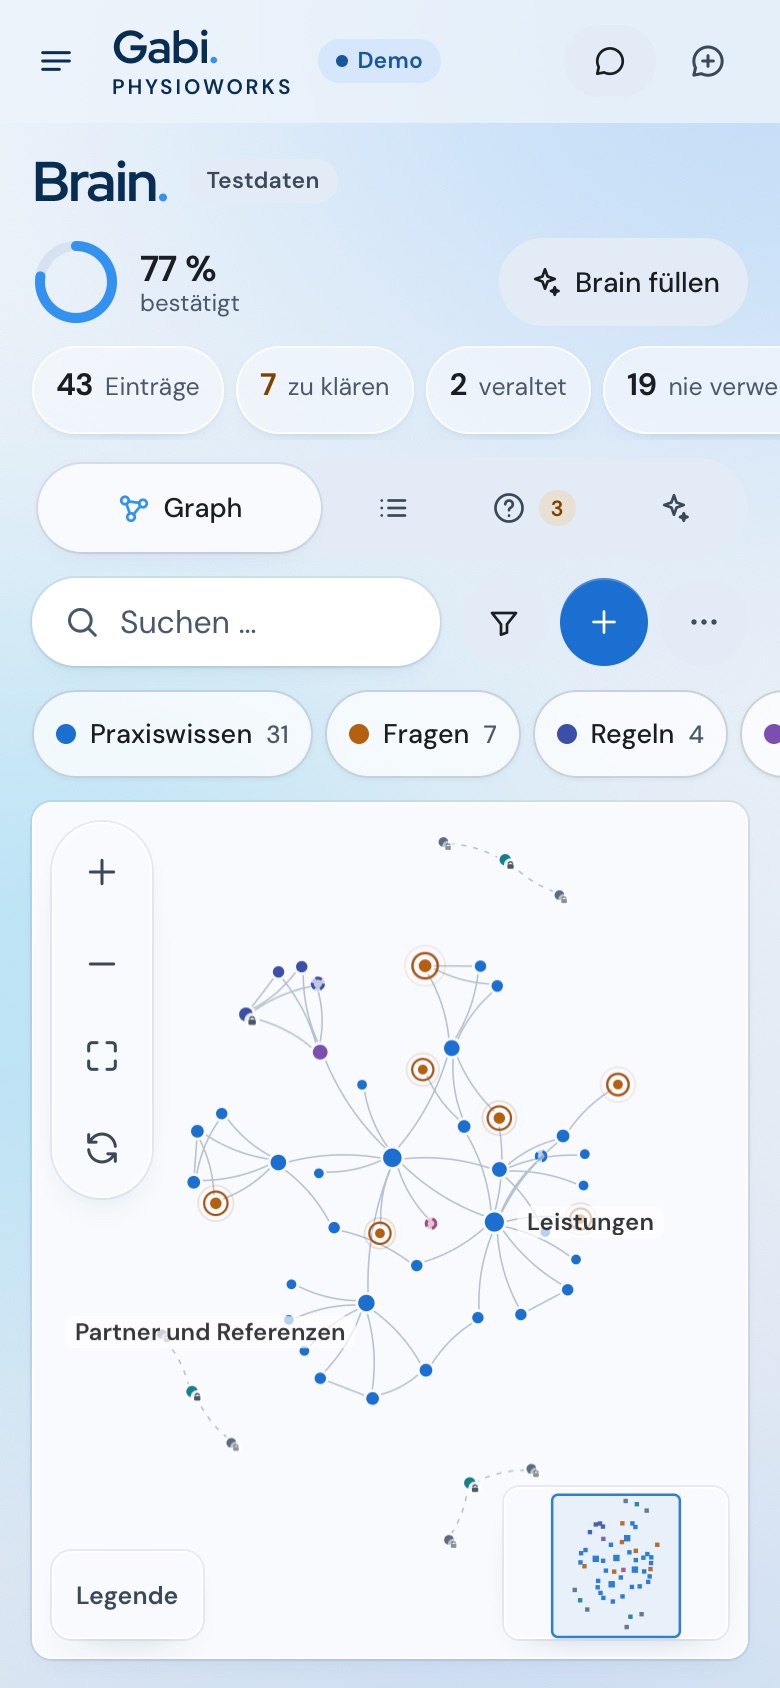 Gabi.
PHYSIOWORKS
Demo
Brain.
Testdaten
77 %
bestätigt
Brain füllen
43 Einträge
7 zu klären
2 veraltet
19 nie verwe
Graph
3
Suchen ...
Praxiswissen 31
Fragen 7
Regeln 4
Leistungen
Partner und Referenzen
Legende